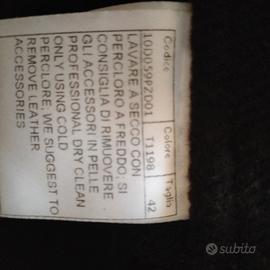 Codice Colore Taglia
10D059PZ001 T1198 42
LAVARE A SECCO CON
PERCLORO A FREDDO, SI
CONSIGLIA DI RIMUOVERE
GLI ACCESSORI IN PELLE
PROFESSIONAL DRY CLEAN
ONLY USING COLD
PERCLORE, WE SUGGEST TO
REMOVE LEATHER
ACCESSORIES
subito